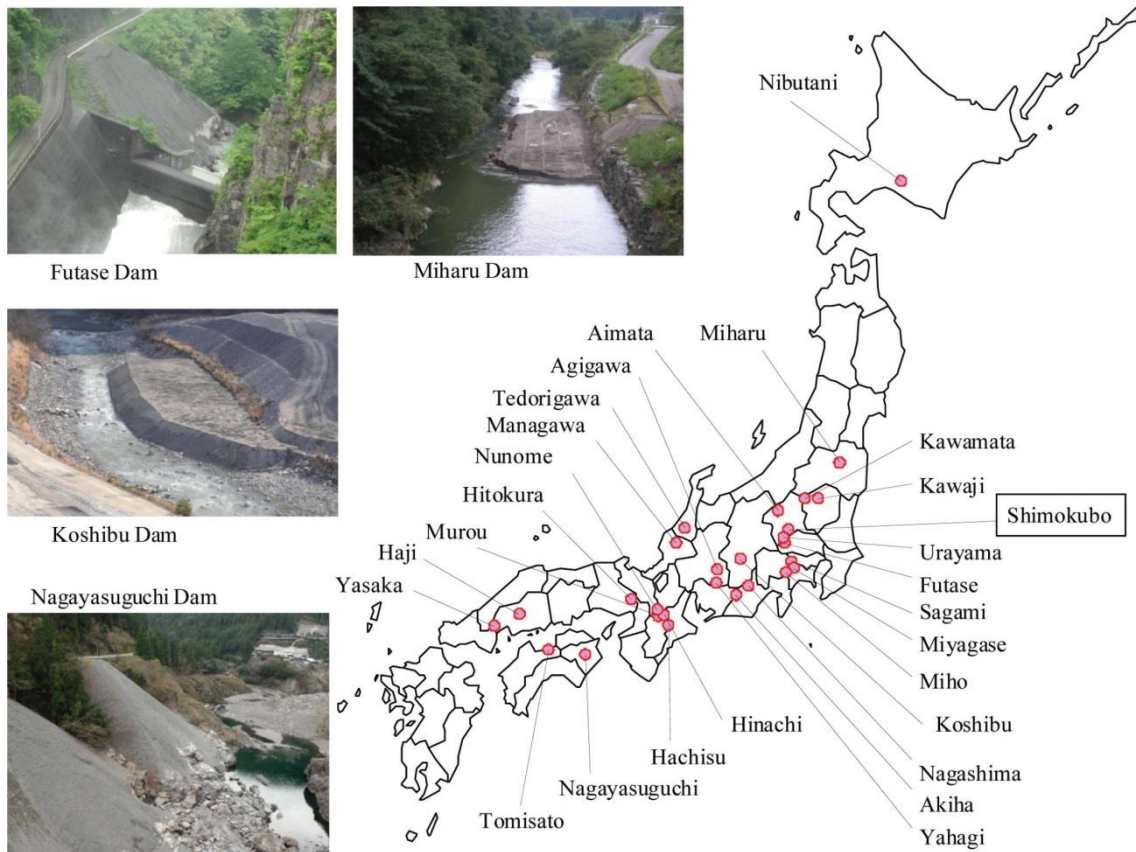 Futase Dam
Miharu Dam
Koshibu Dam
Nagayasuguchi Dam
Nibutani
Aimata
Miharu
Agigawa
Tedorigawa
Managawa
Nunome
Hitokura
Murou
Haji
Yasaka
Kawamata
Kawaji
Shimokubo
Urayama
Futase
Sagami
Miyagase
Miho
Koshibu
Nagashima
Akiha
Yahagi
Hinachi
Hachisu
Nagayasuguchi
Tomisato